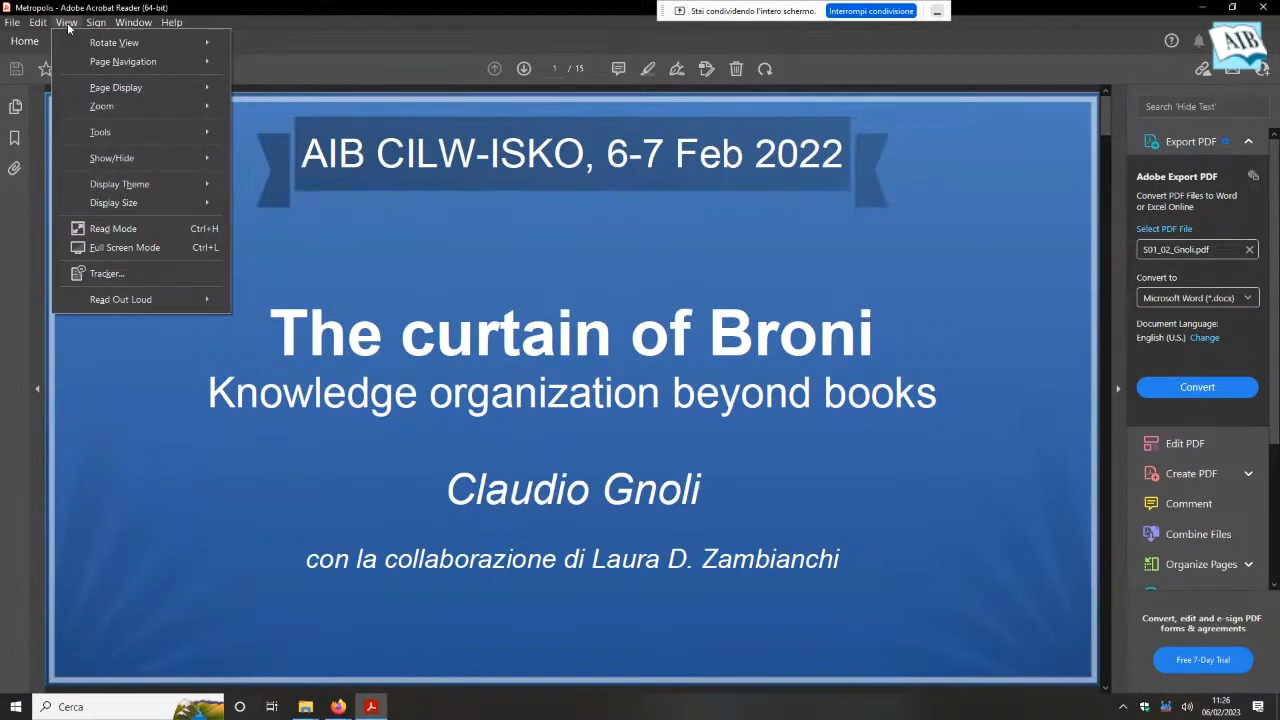 Metropolis - Adobe Acrobat Reader (64-bit)
Stai condividendo l'intero schermo.
Interrompi condivisione
File Edit View Sign Window Help
Home
AIB
1 / 15
Rotate View
Page Navigation
Page Display
Zoom
Tools
Show/Hide
Display Theme
Display Size
Read Mode Ctrl+H
Full Screen Mode Ctrl+L
Tracker...
Read Out Loud
AIB CILW-ISKO, 6-7 Feb 2022
The curtain of Broni
Knowledge organization beyond books
Claudio Gnoli
con la collaborazione di Laura D. Zambianchi
Search 'Hide Text'
Export PDF
Adobe Export PDF
Convert PDF Files to Word
or Excel Online
Select PDF File
S01_02_Gnoli.pdf
Convert to
Microsoft Word (*.docx)
Document Language:
English (U.S.) Change
Convert
Edit PDF
Create PDF
Comment
Combine Files
Organize Pages
Convert, edit and e-sign PDF
forms & agreements
Free 7-Day Trial
Cerca
11:26
06/02/2023